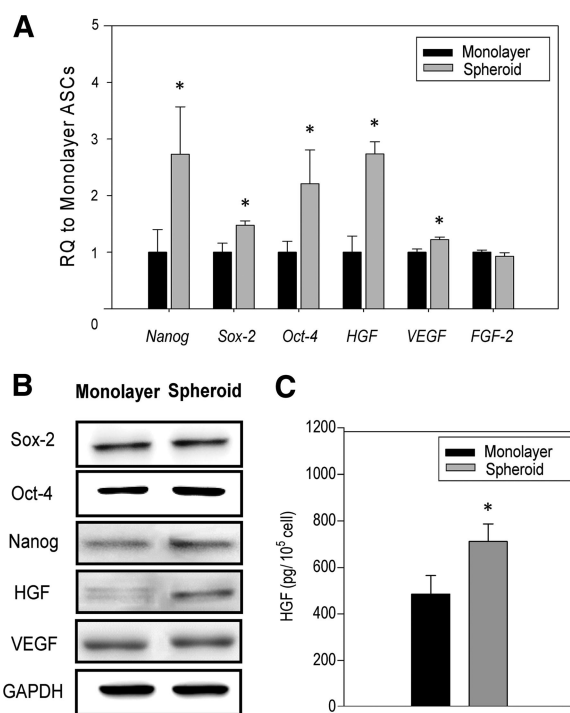 A
RQ to Monolayer ASCs
5
4
3
2
1
0
Monolayer
Spheroid
*
*
*
*
*
Nanog Sox-2 Oct-4 HGF VEGF FGF-2
B
Monolayer Spheroid
Sox-2
Oct-4
Nanog
HGF
VEGF
GAPDH
C
HGF (pg/10⁵ cell)
1200
1000
800
600
400
200
0
Monolayer
Spheroid
*